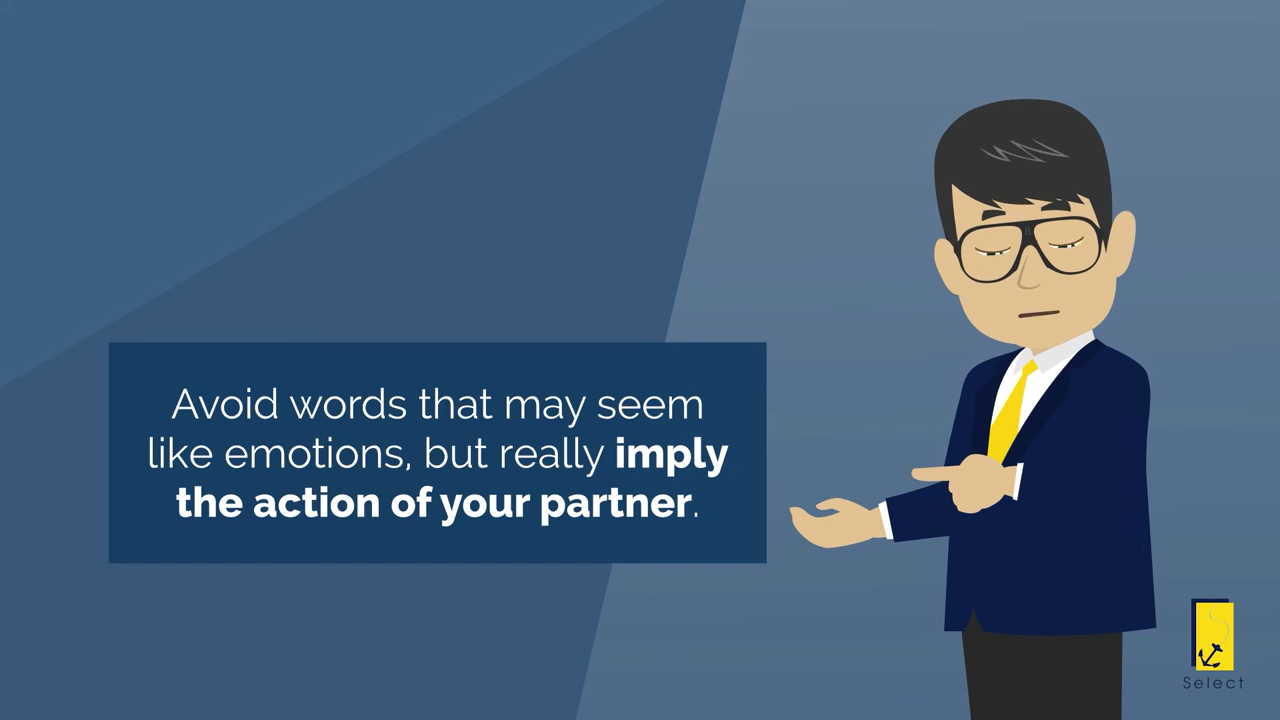 Avoid words that may seem
like emotions, but really imply
the action of your partner.
Select